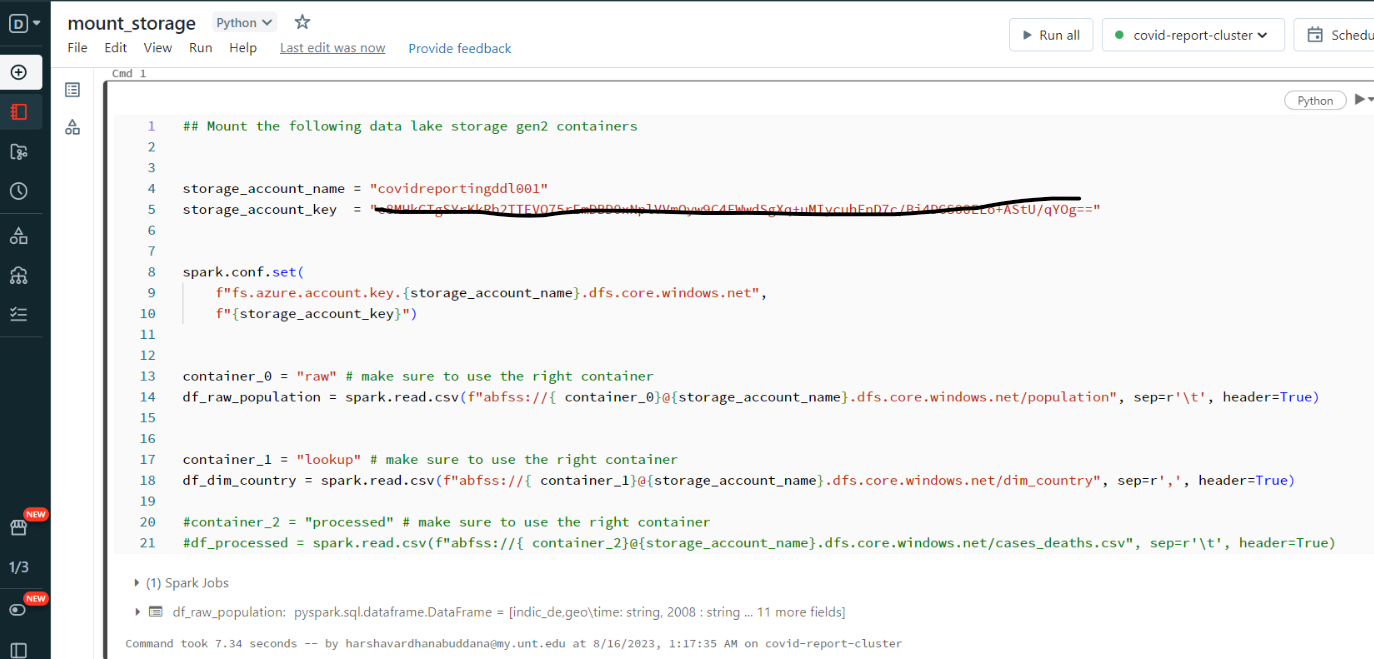 D
mount_storage Python
File Edit View Run Help Last edit was now Provide feedback
Run all
covid-report-cluster
Schedu
Cmd 1
Python
1 ## Mount the following data lake storage gen2 containers
2
3
4 storage_account_name = "covidreportingddl001"
5 storage_account_key = " "
6
7
8 spark.conf.set(
9 f"fs.azure.account.key.{storage_account_name}.dfs.core.windows.net",
10 f"{storage_account_key}")
11
12
13 container_0 = "raw" # make sure to use the right container
14 df_raw_population = spark.read.csv(f"abfss://{ container_0}@{storage_account_name}.dfs.core.windows.net/population", sep=r'\t', header=True)
15
16
17 container_1 = "lookup" # make sure to use the right container
18 df_dim_country = spark.read.csv(f"abfss://{ container_1}@{storage_account_name}.dfs.core.windows.net/dim_country", sep=r',', header=True)
19
20 #container_2 = "processed" # make sure to use the right container
21 #df_processed = spark.read.csv(f"abfss://{ container_2}@{storage_account_name}.dfs.core.windows.net/cases_deaths.csv", sep=r'\t', header=True)
NEW
1/3
NEW
(1) Spark Jobs
df_raw_population: pyspark.sql.dataframe.DataFrame = [indic_de,geo\time: string, 2008 : string ... 11 more fields]
Command took 7.34 seconds -- by harshavardhanabuddana@my.unt.edu at 8/16/2023, 1:17:35 AM on covid-report-cluster